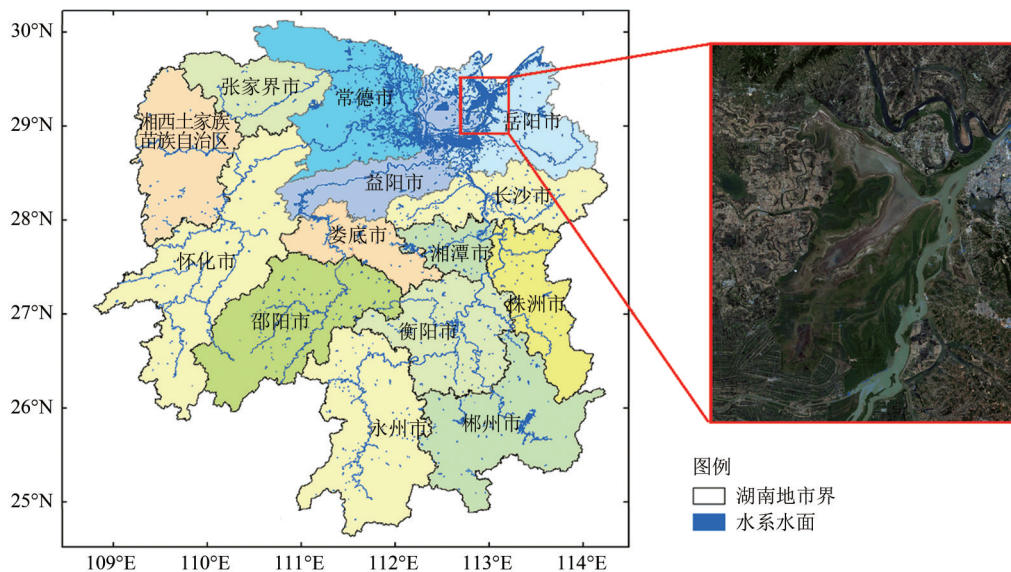 30°N
29°N
28°N
27°N
26°N
25°N
张家界市
常德市
岳阳市
湘西土家族
苗族自治区
益阳市
长沙市
娄底市
湘潭市
怀化市
株洲市
邵阳市
衡阳市
永州市
郴州市
109°E
110°E
111°E
112°E
113°E
114°E
图例
湖南地市界
水系水面